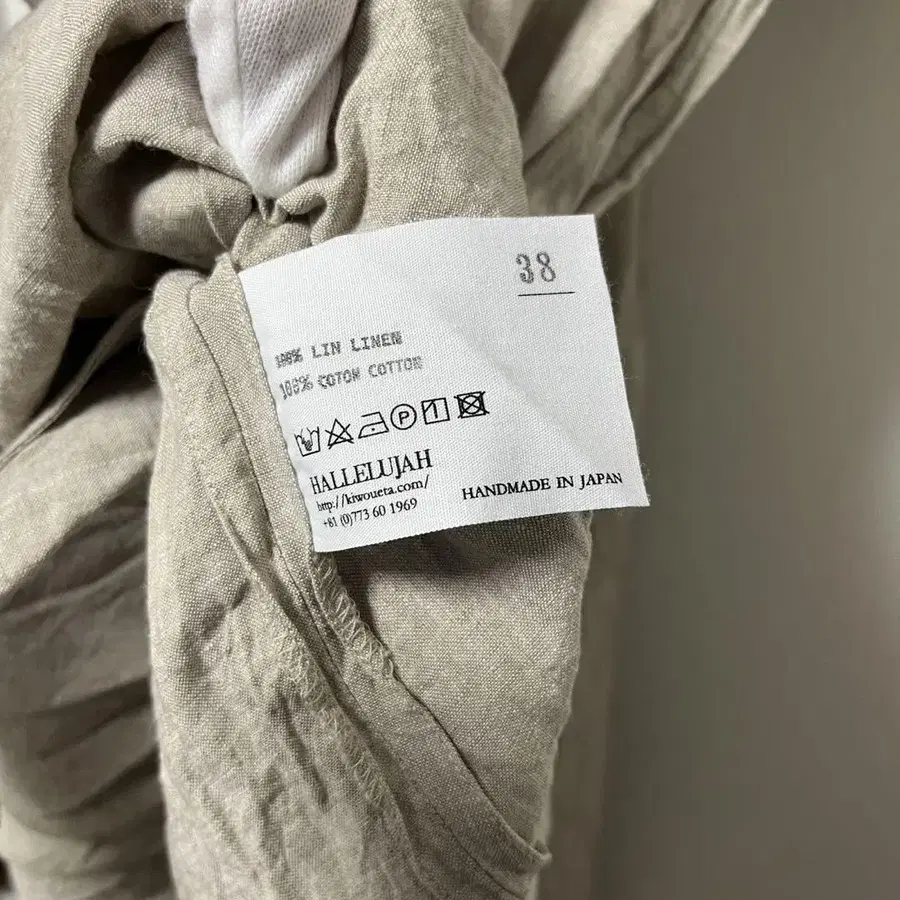 38
100% LIN LINEN
100% COTON COTTON
P
HALLELUJAH
http://kiwoueta.com/
+81 (0)773 60 1969
HANDMADE IN JAPAN